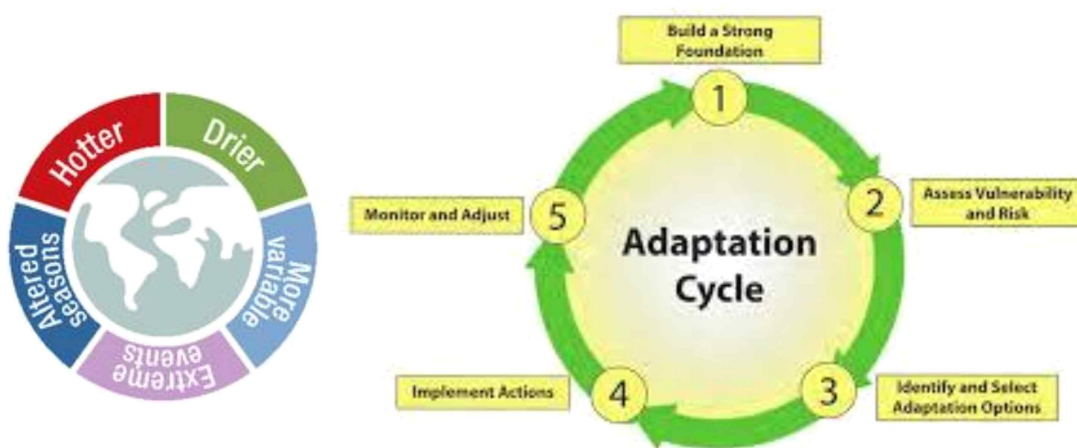 Hotter
Drier
More
variable
Extreme
events
Altered
seasons
Adaptation
Cycle
1
Build a Strong
Foundation
2
Assess Vulnerability
and Risk
3
Identify and Select
Adaptation Options
4
Implement Actions
5
Monitor and Adjust